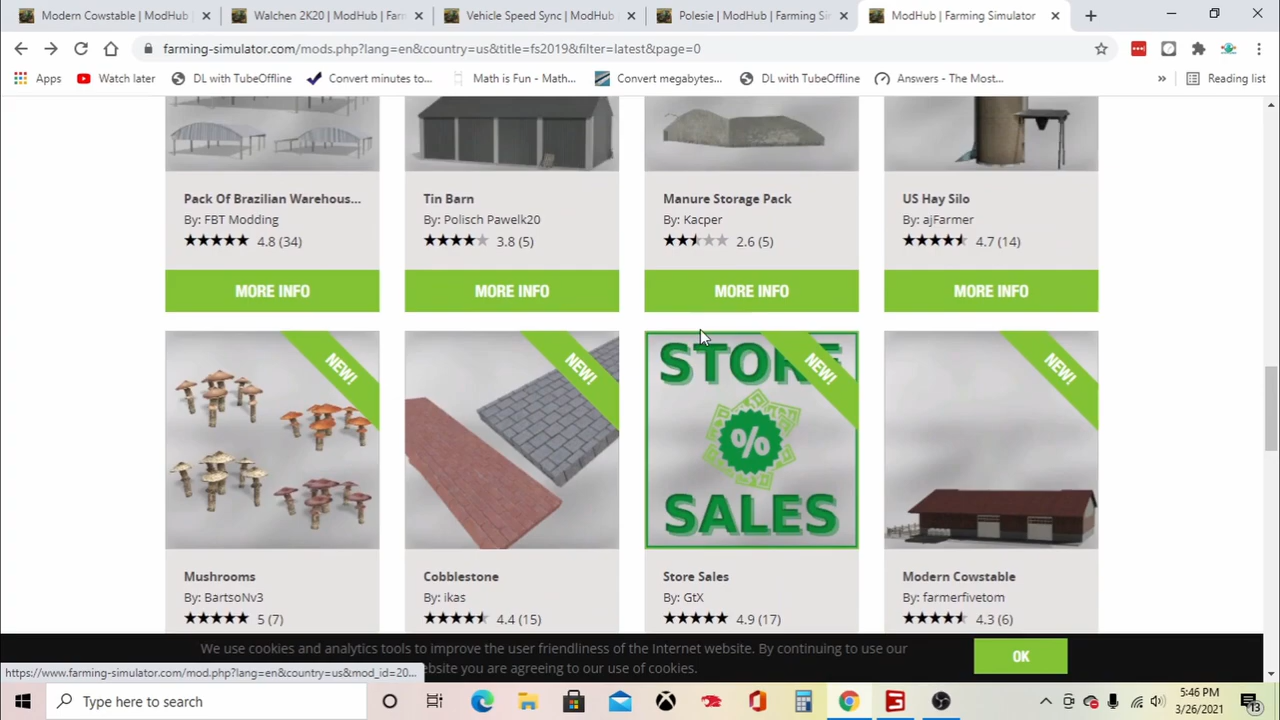 Modern Cowstable | ModHub | Farm
Walchen 2K20 | ModHub | Farm
Vehicle Speed Sync | ModHub
Polesie | ModHub | Farming Sim
ModHub | Farming Simulator
farming-simulator.com/mods.php?lang=en&country=us&title=fs2019&filter=latest&page=0
Apps
Watch later
DL with TubeOffline
Convert minutes to...
Math is Fun - Math...
Convert megabytes...
DL with TubeOffline
Answers - The Most...
»
Reading list
Pack Of Brazilian Warehous...
By: FBT Modding
4.8 (34)
MORE INFO
Tin Barn
By: Polisch Pawelk20
3.8 (5)
MORE INFO
Manure Storage Pack
By: Kacper
2.6 (5)
MORE INFO
US Hay Silo
By: ajFarmer
4.7 (14)
MORE INFO
NEW!
Mushrooms
By: BartsoNv3
5 (7)
NEW!
Cobblestone
By: ikas
4.4 (15)
STORE
NEW!
%
SALES
Store Sales
By: GtX
4.9 (17)
NEW!
Modern Cowstable
By: farmerfivetom
4.3 (6)
We use cookies and analytics tools to improve the user friendliness of the Internet website. By continuing to use our
website you are agreeing to our use of cookies.
OK
https://www.farming-simulator.com/mod.php?lang=en&country=us&mod_id=20...
Type here to search
5:46 PM
3/26/2021
13